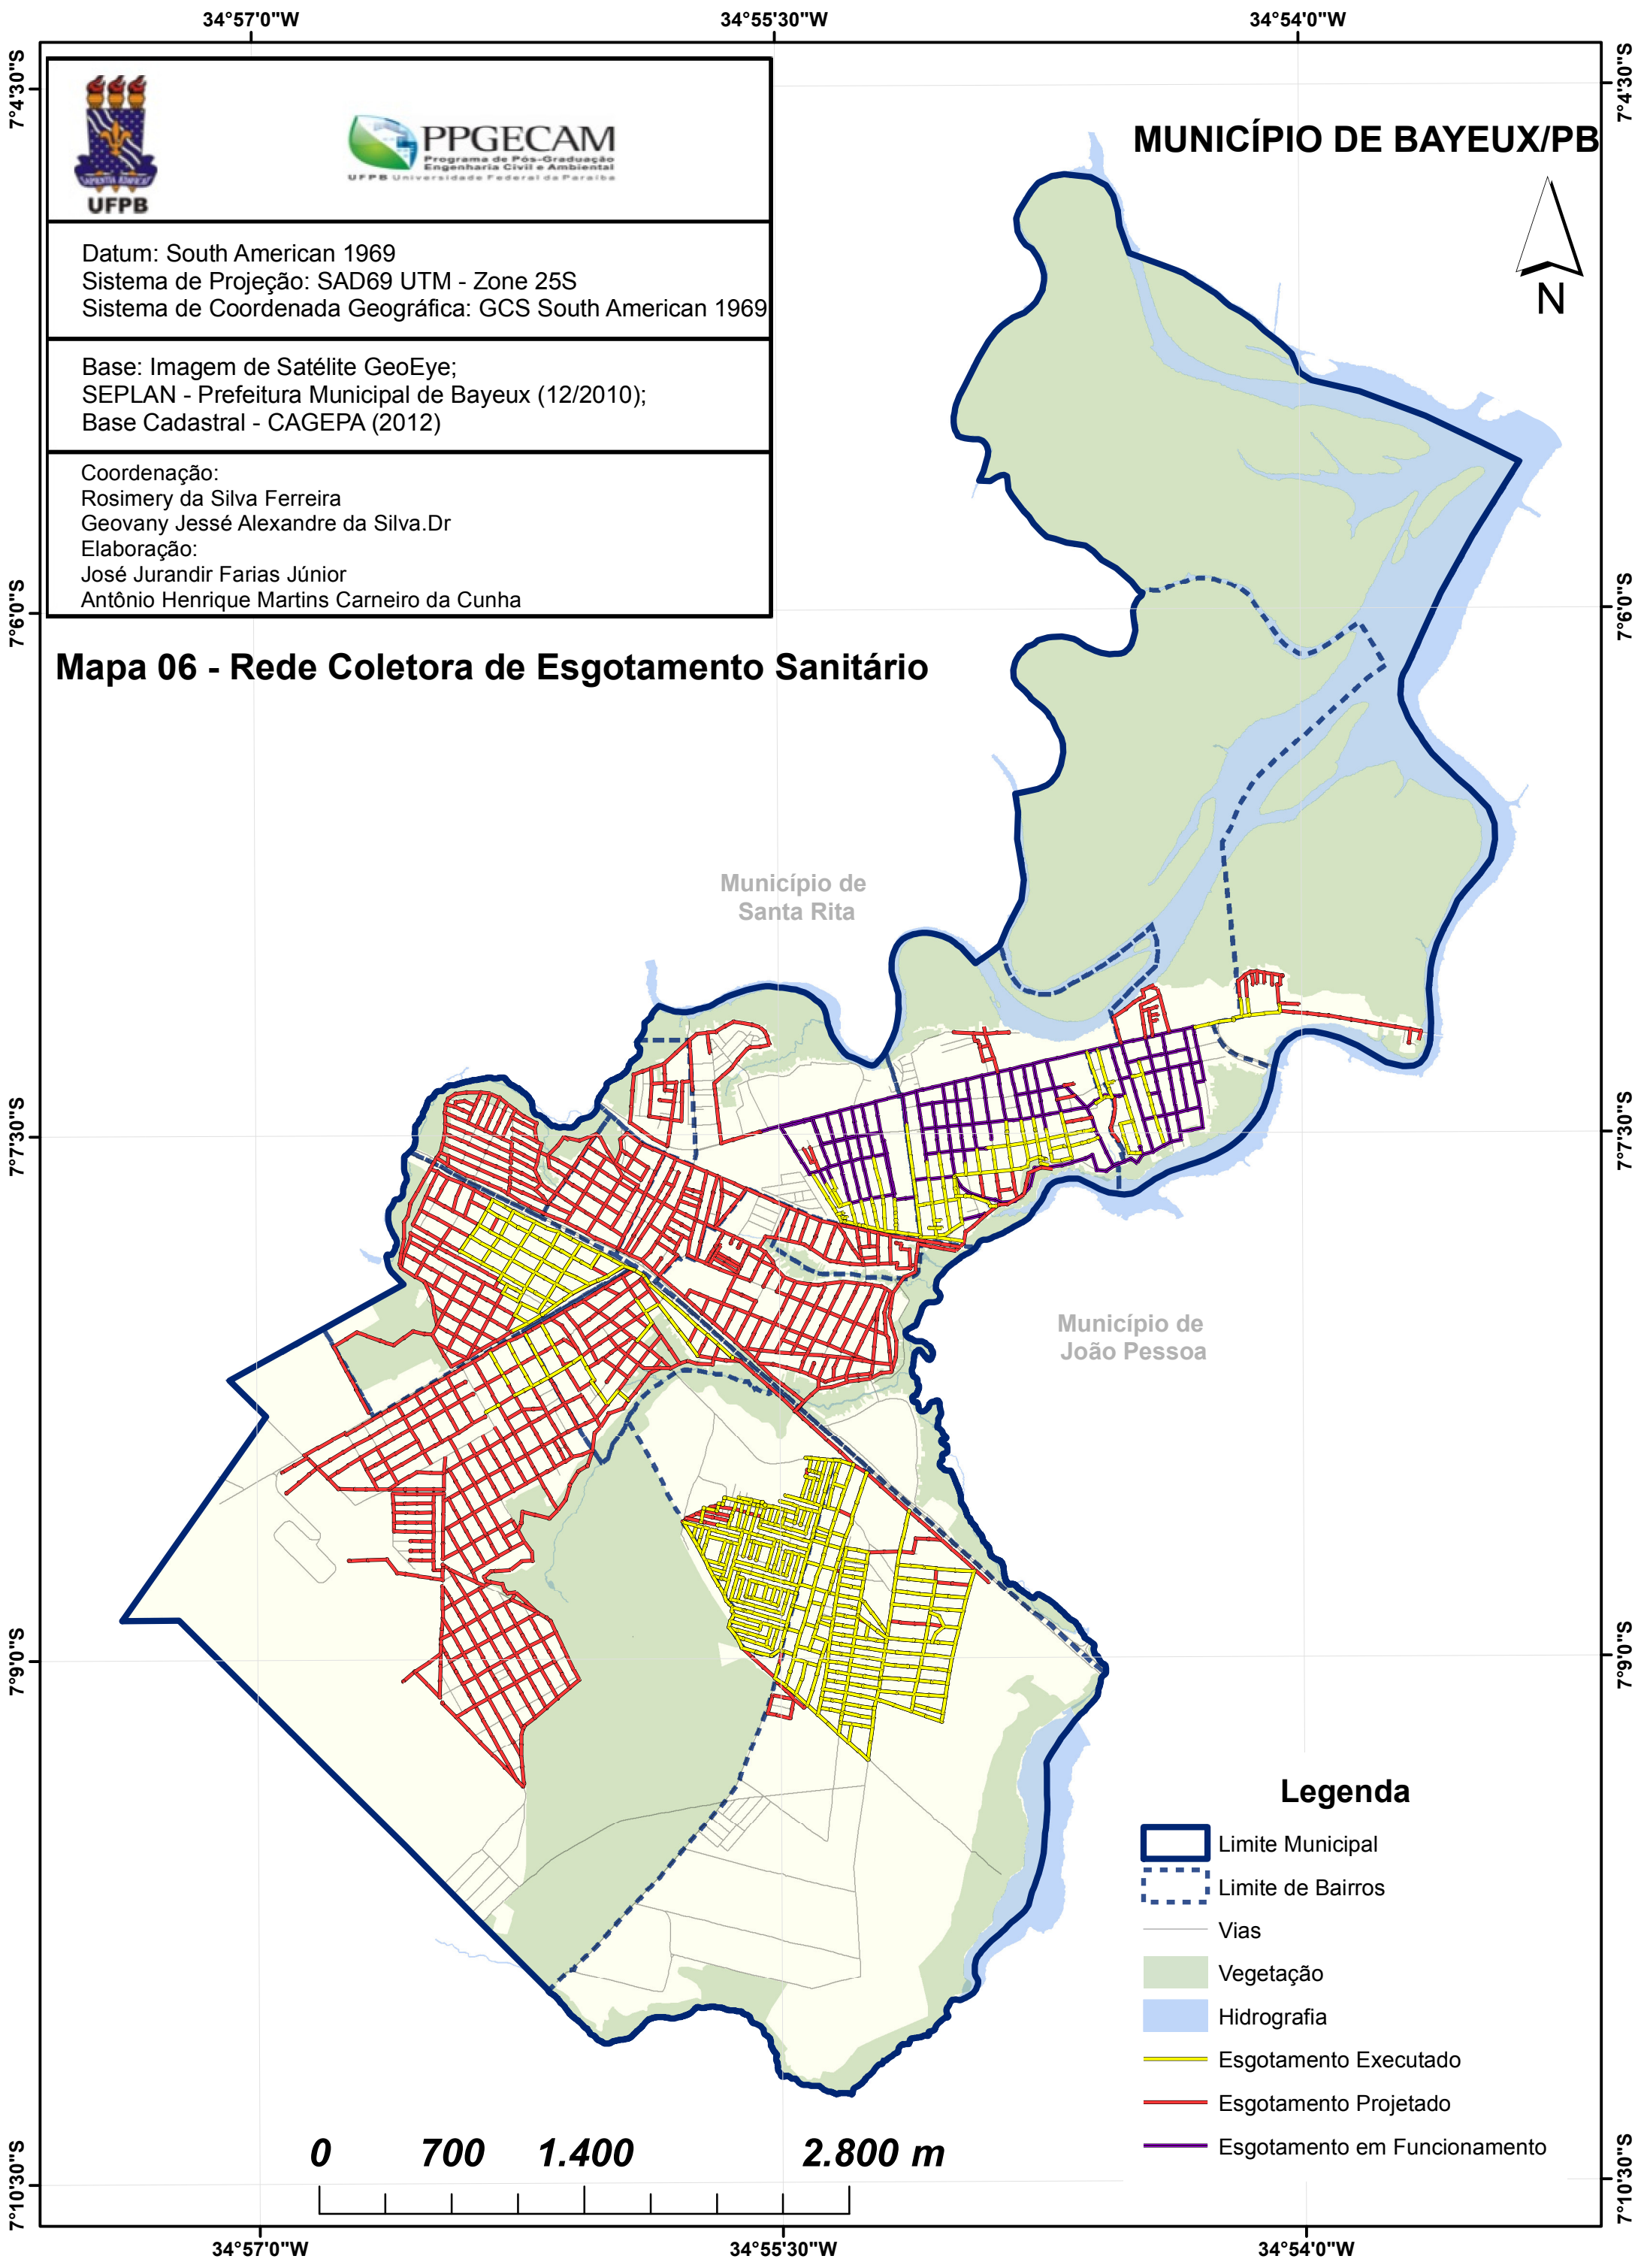 34°57'0"W
34°55'30"W
34°54'0"W
7°4'30"S
7°4'30"S
UFPB
PPGECAM
Programa de Pós-Graduação
Engenharia Civil e Ambiental
UFPB Universidade Federal da Paraíba
MUNICÍPIO DE BAYEUX/PB
N
Datum: South American 1969
Sistema de Projeção: SAD69 UTM - Zone 25S
Sistema de Coordenada Geográfica: GCS South American 1969
Base: Imagem de Satélite GeoEye;
SEPLAN - Prefeitura Municipal de Bayeux (12/2010);
Base Cadastral - CAGEPA (2012)
Coordenação:
Rosimery da Silva Ferreira
Geovany Jessé Alexandre da Silva.Dr
Elaboração:
José Jurandir Farias Júnior
Antônio Henrique Martins Carneiro da Cunha
7°6'0"S
7°6'0"S
Mapa 06 - Rede Coletora de Esgotamento Sanitário
Município de
Santa Rita
7°7'30"S
7°7'30"S
Município de
João Pessoa
7°9'0"S
7°9'0"S
Legenda
Limite Municipal
Limite de Bairros
Vias
Vegetação
Hidrografia
Esgotamento Executado
Esgotamento Projetado
Esgotamento em Funcionamento
0 700 1.400 2.800 m
7°10'30"S
7°10'30"S
34°57'0"W
34°55'30"W
34°54'0"W